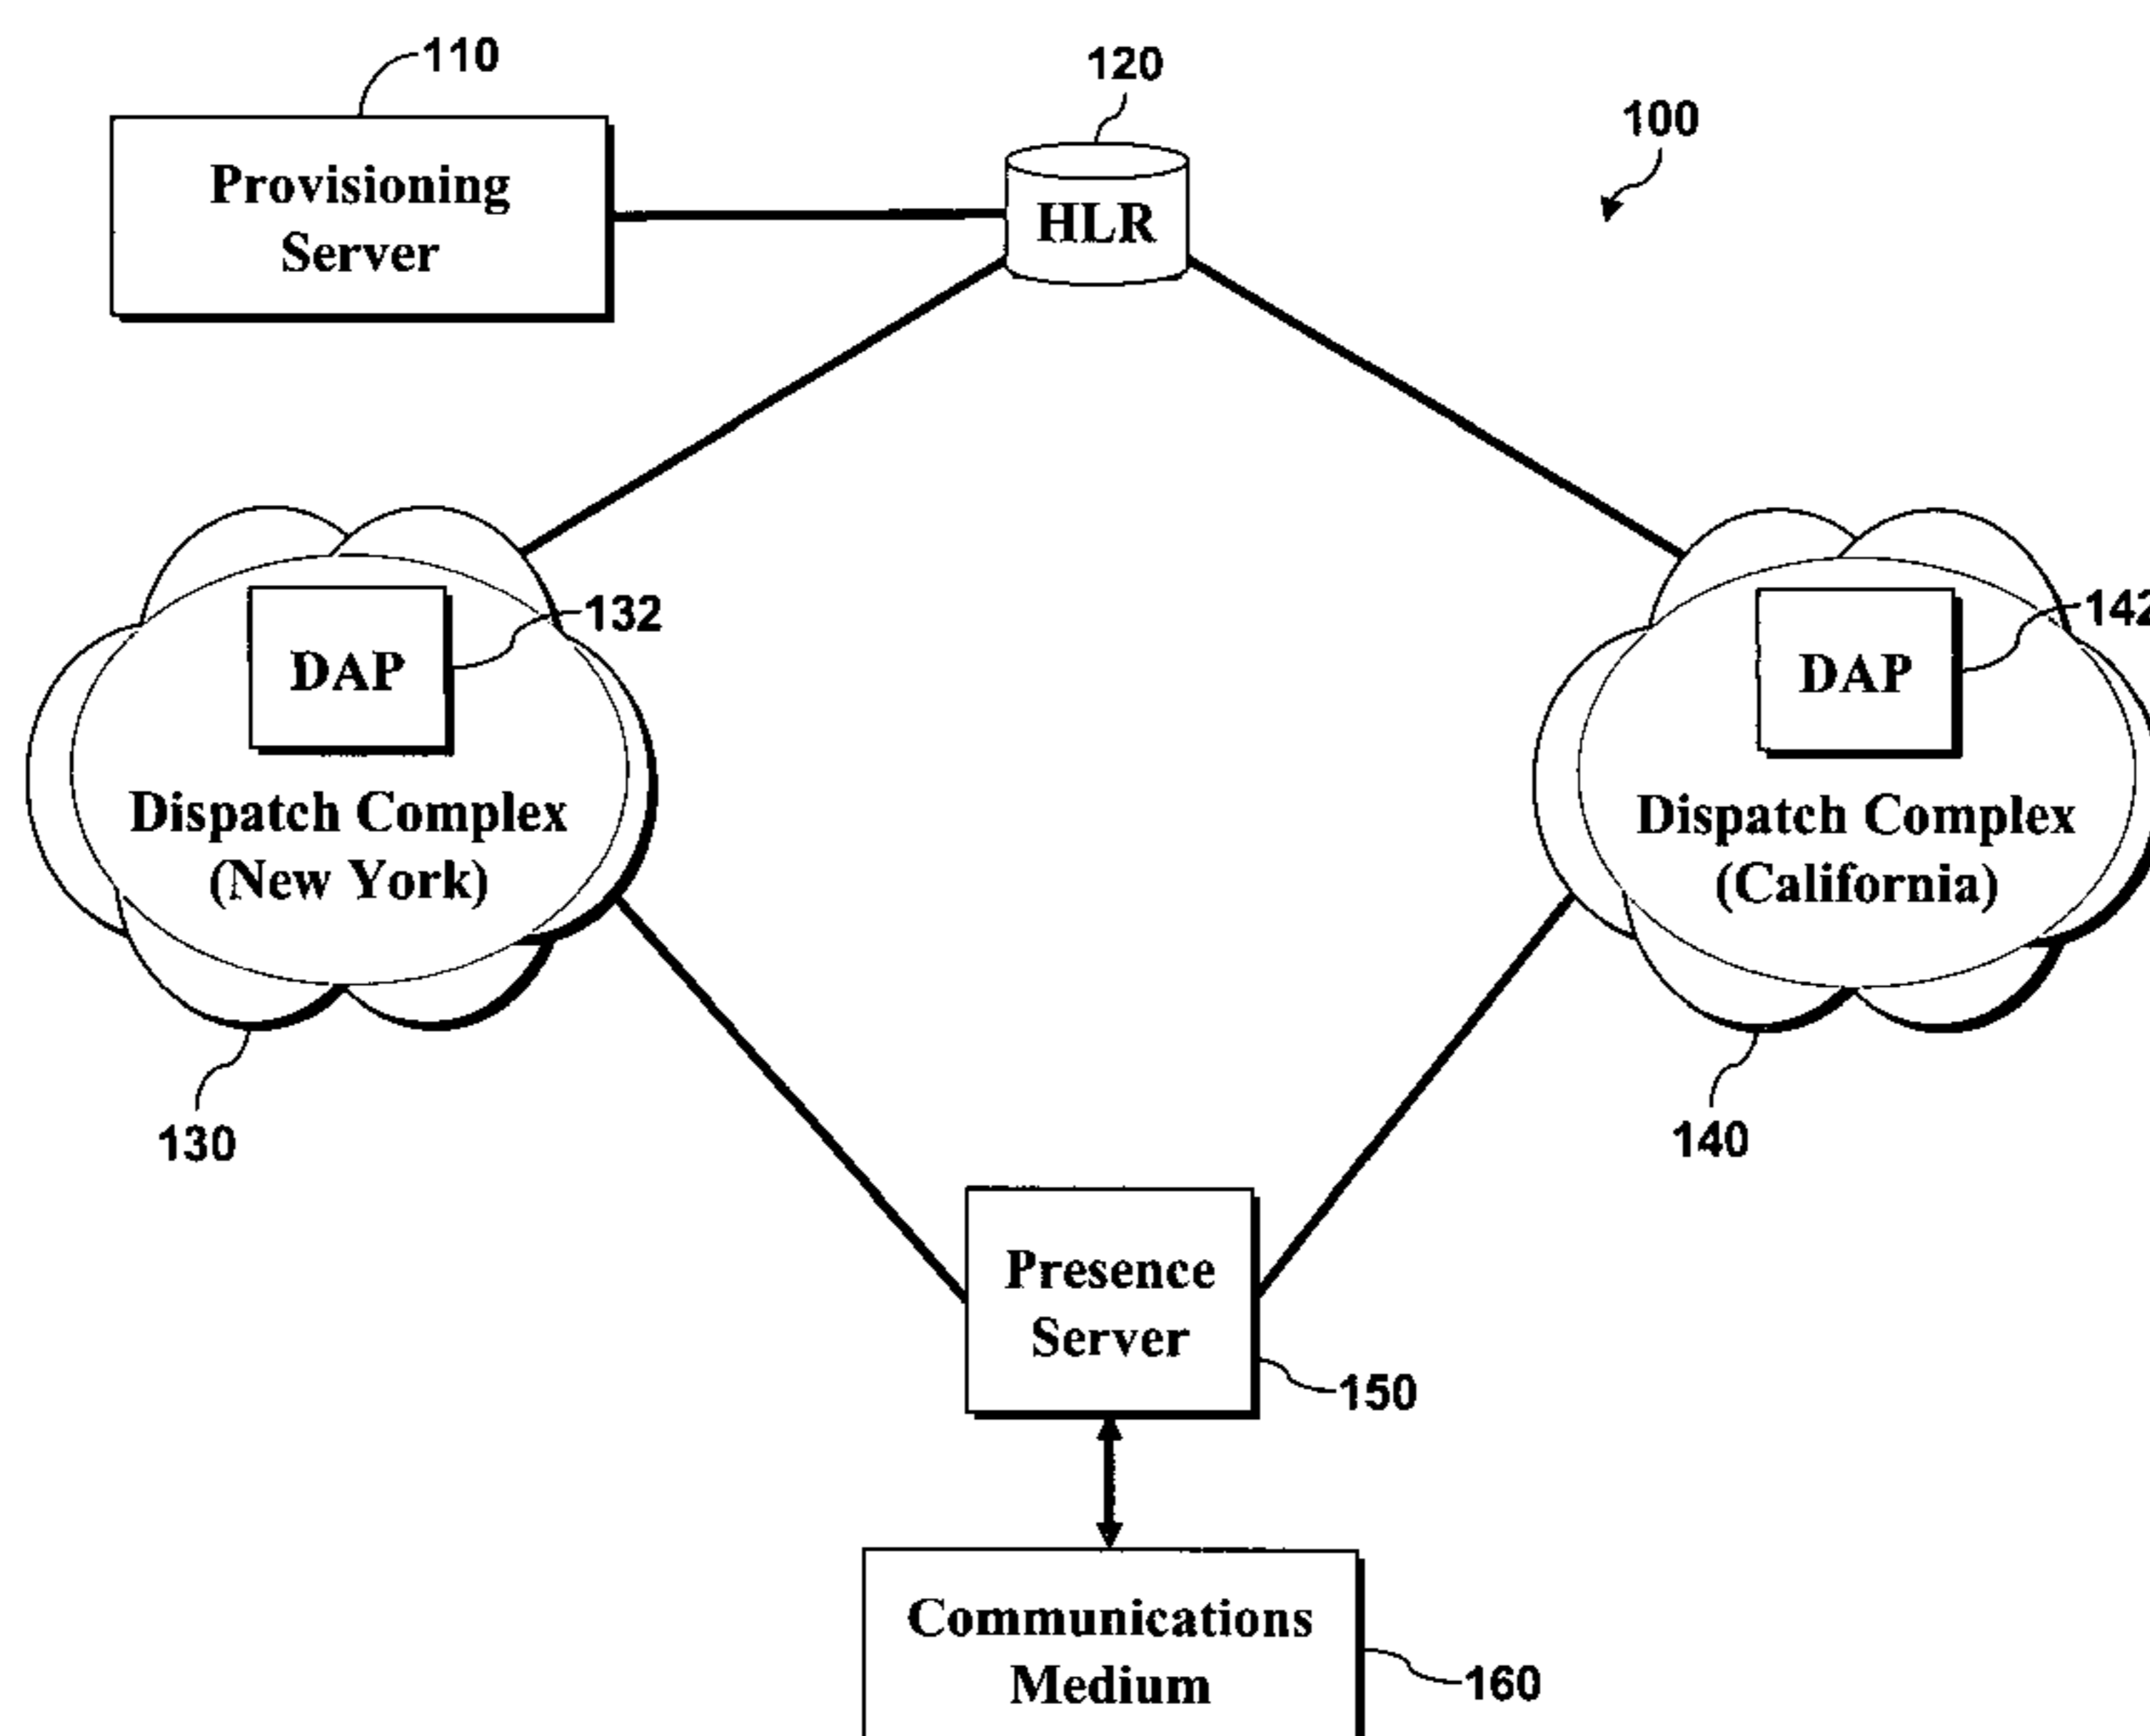 110
120
100
Provisioning
Server
HLR
132
142
DAP
DAP
Dispatch Complex
(New York)
Dispatch Complex
(California)
130
140
Presence
Server
150
Communications
Medium
160